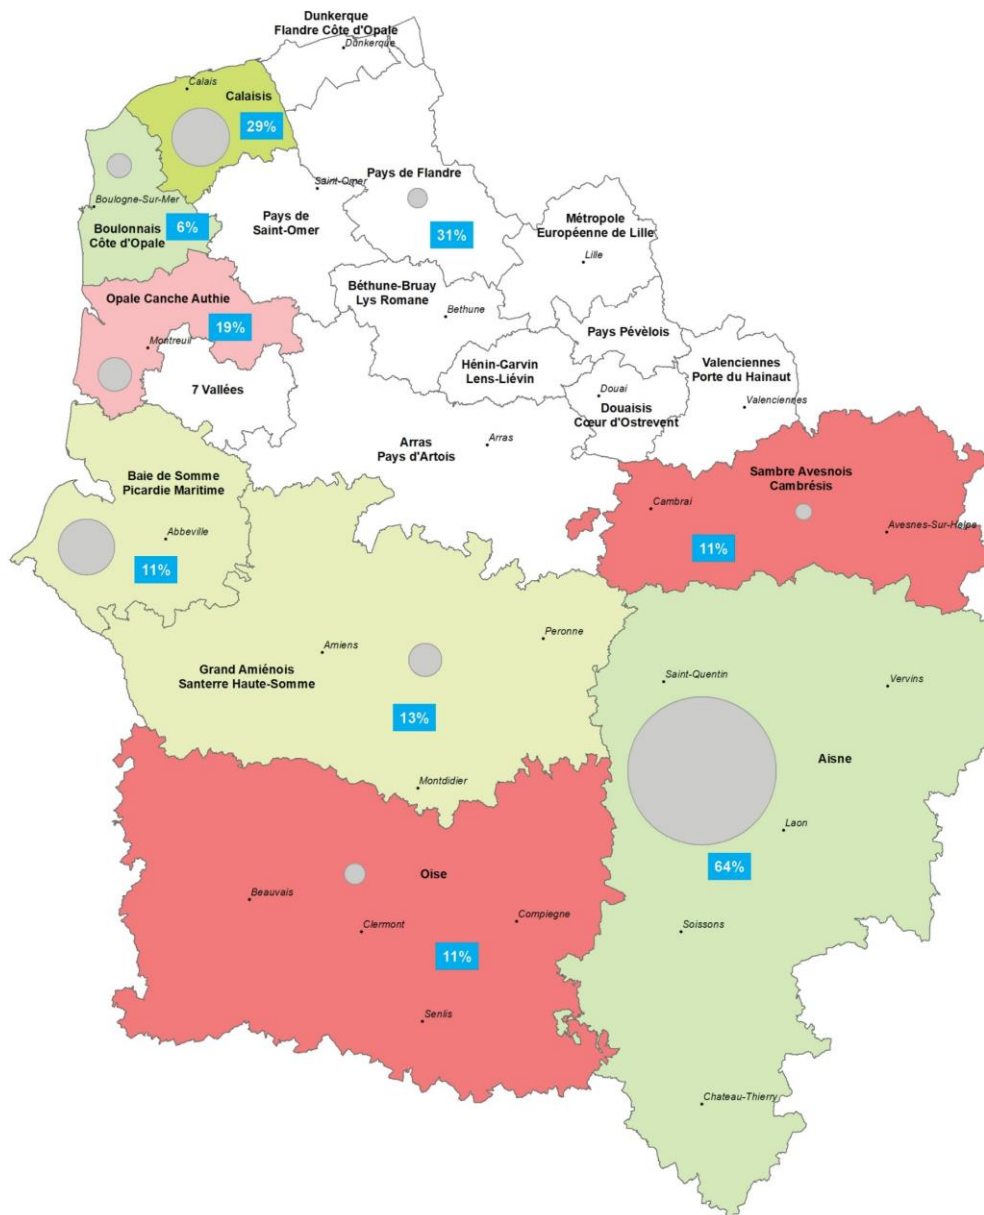 Dunkerque
Flandre Côte d'Opale
Dunkerque
Calais
Calaisis
29%
Pays de Flandre
31%
Saint-Omer
Pays de
Saint-Omer
Boulogne-Sur-Mer
6%
Boulonnais
Côte d'Opale
Métropole
Européenne de Lille
Lille
Béthune-Bruay
Lys Romane
Bethune
Opale Canche Authie
19%
Montreuil
Pays Pévèlois
Hénin-Carvin
Lens-Liévin
Valenciennes
Porte du Hainaut
Valenciennes
7 Vallées
Douai
Douaisis
Cœur d'Ostrevent
Arras
Pays d'Artois
Arras
Baie de Somme
Picardie Maritime
Abbeville
11%
Sambre Avesnois
Cambrésis
Cambrai
Avesnes-Sur-Helpe
11%
Amiens
Peronne
Grand Amiénois
Santerre Haute-Somme
13%
Montdidier
Saint-Quentin
Vervins
Aisne
Laon
64%
Soissons
Chateau-Thierry
Oise
Beauvais
Clermont
Compiegne
11%
Senlis